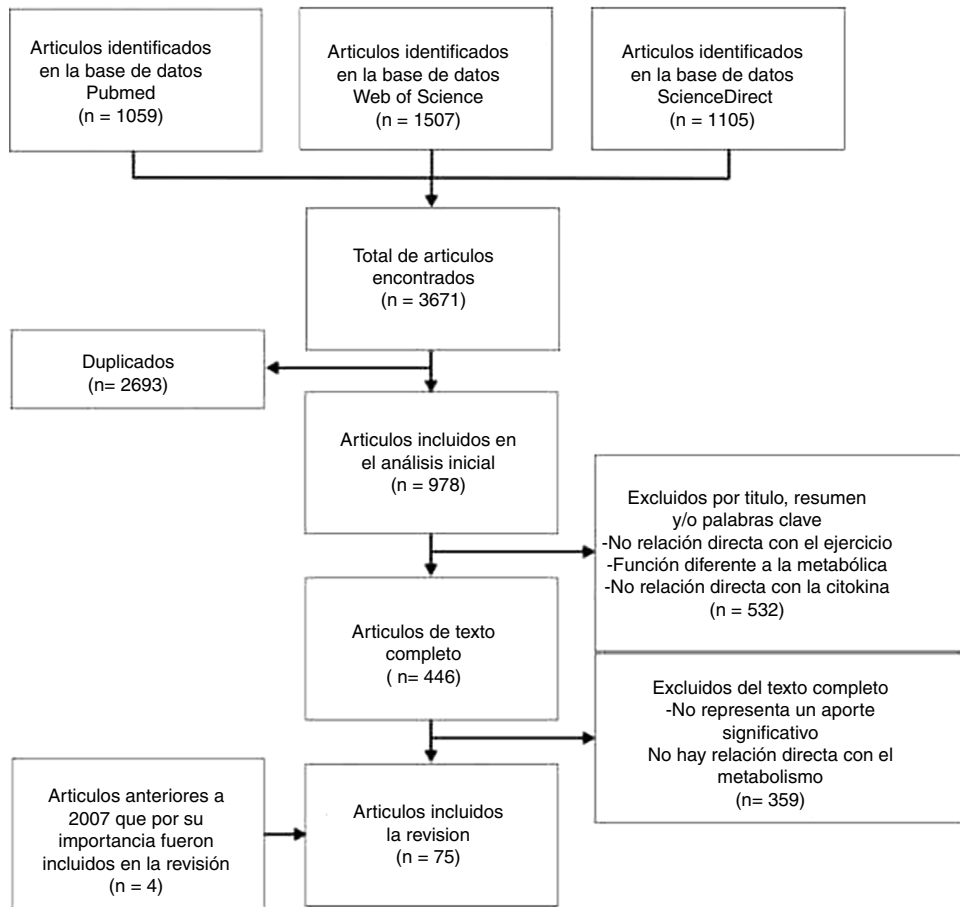 Articulos identificados
en la base de datos
Pubmed
(n = 1059)
Articulos identificados
en la base de datos
Web of Science
(n = 1507)
Articulos identificados
en la base de datos
ScienceDirect
(n = 1105)
Total de articulos
encontrados
(n = 3671)
Duplicados
(n= 2693)
Articulos incluidos en
el análisis inicial
(n = 978)
Excluidos por titulo, resumen
y/o palabras clave
-No relación directa con el ejercicio
-Función diferente a la metabólica
-No relación directa con la citokina
(n = 532)
Articulos de texto
completo
( n= 446)
Excluidos del texto completo
-No representa un aporte
significativo
No hay relación directa con el
metabolismo
(n= 359)
Articulos anteriores a
2007 que por su
importancia fueron
incluidos en la revisión
(n = 4)
Articulos incluidos
la revision
(n = 75)